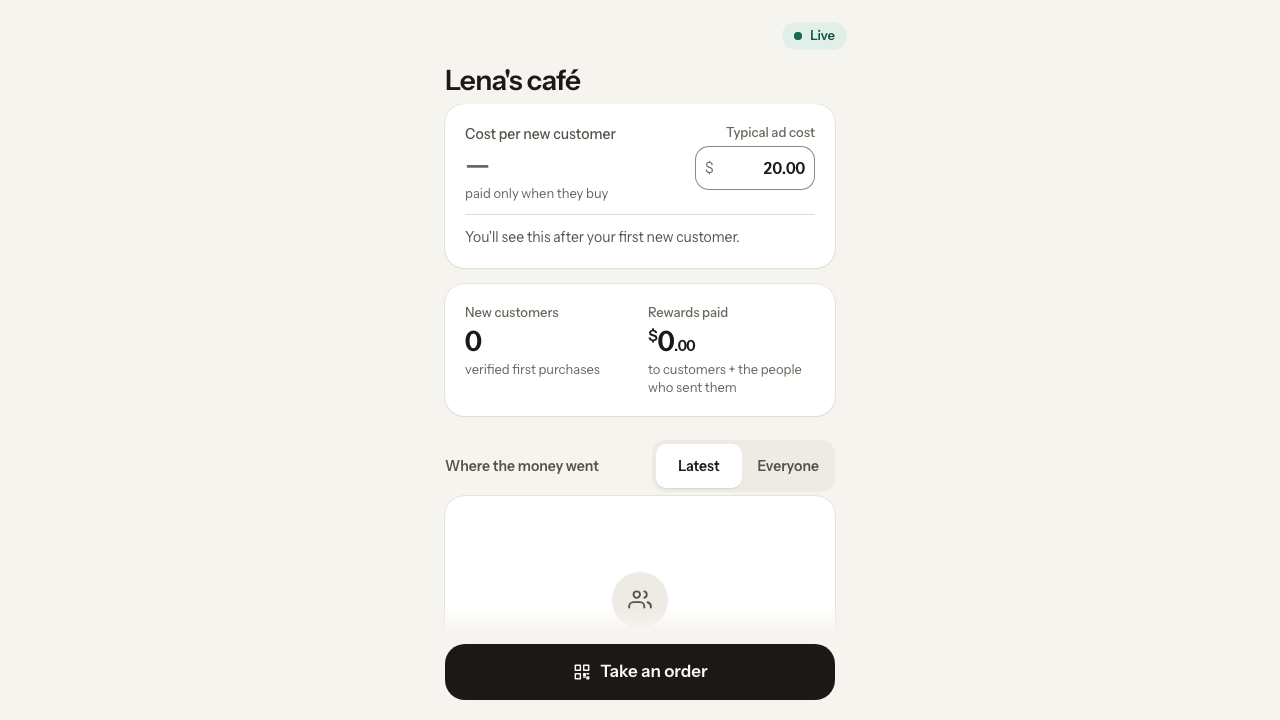 Live
Lena's café
Cost per new customer
Typical ad cost
—
$ 20.00
paid only when they buy
You'll see this after your first new customer.
New customers
Rewards paid
0
$0.00
verified first purchases
to customers + the people
who sent them
Where the money went
Latest
Everyone
Take an order